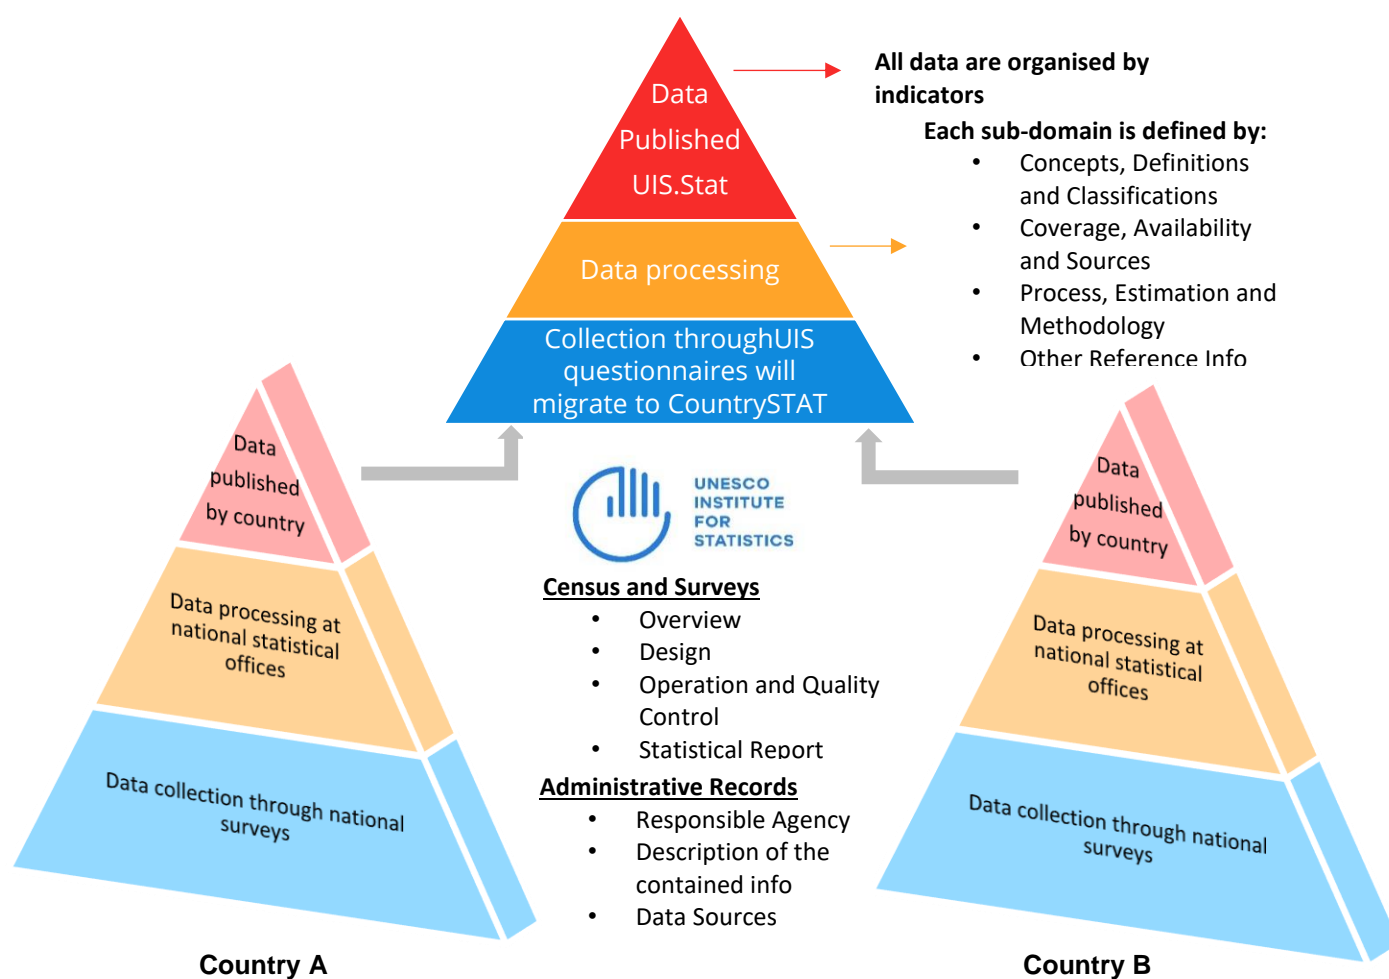 Data
Published
UIS.Stat
Data processing
Collection throughUIS
questionnaires will
migrate to CountrySTAT
All data are organised by
indicators
Each sub-domain is defined by:
• Concepts, Definitions
and Classifications
• Coverage, Availability
and Sources
• Process, Estimation and
Methodology
• Other Reference Info
Data
published
by country
Data processing at
national statistical
offices
Data collection through national
surveys
Country A
UNESCO
INSTITUTE
FOR
STATISTICS
Census and Surveys
• Overview
• Design
• Operation and Quality
Control
• Statistical Report
Administrative Records
• Responsible Agency
• Description of the
contained info
• Data Sources
Data
published
by country
Data processing at
national statistical
offices
Data collection through national
surveys
Country B